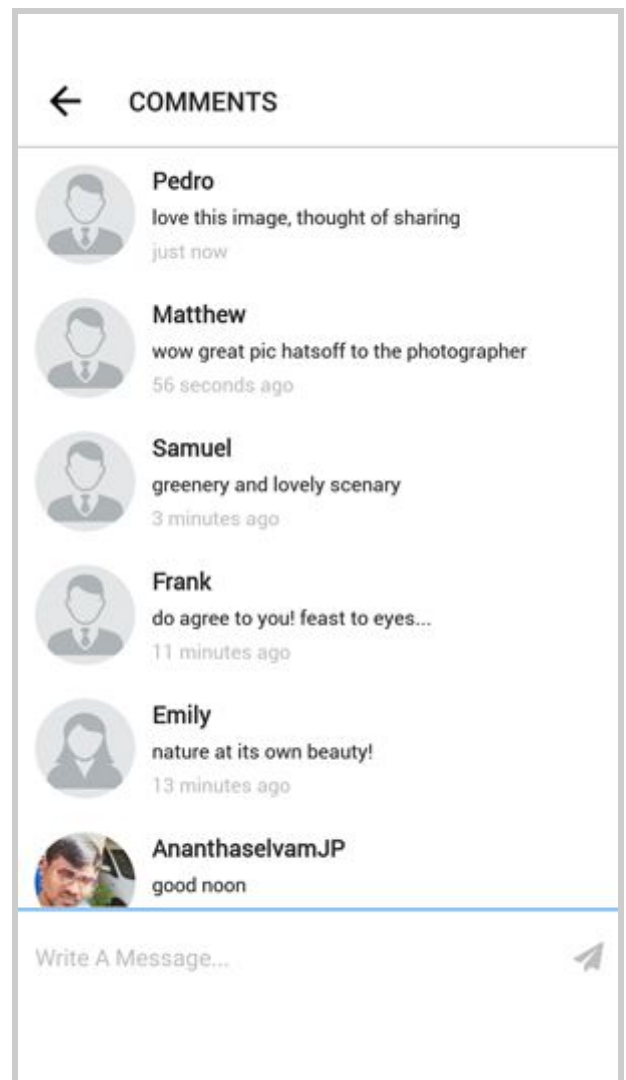 COMMENTS
Pedro
love this image, thought of sharing
just now
Matthew
wow great pic hatsoff to the photographer
56 seconds ago
Samuel
greenery and lovely scenary
3 minutes ago
Frank
do agree to you! feast to eyes...
11 minutes ago
Emily
nature at its own beauty!
13 minutes ago
AnanthaselvamJP
good noon
Write A Message...